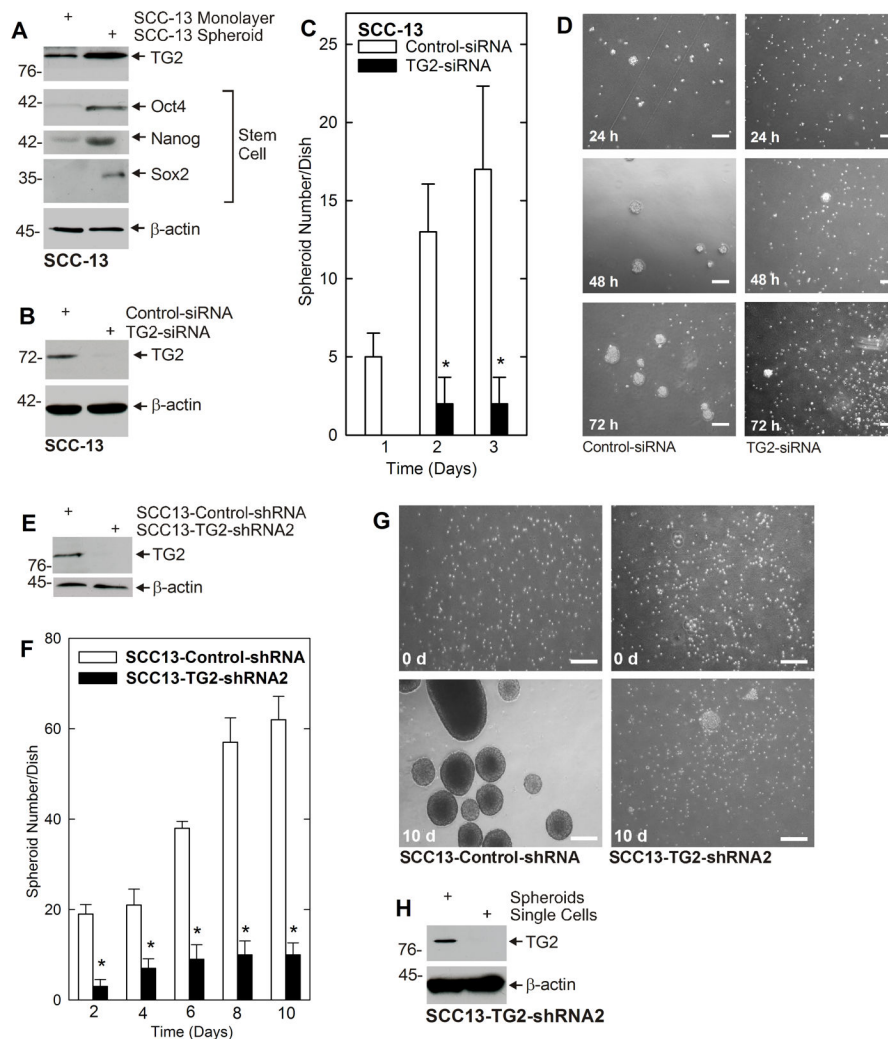 A
+ SCC-13 Monolayer
+ SCC-13 Spheroid
TG2
76-
42-
Oct4
42-
Nanog
Stem
Cell
35-
Sox2
45-
β-actin
SCC-13
B
+ Control-siRNA
+ TG2-siRNA
72-
TG2
42-
β-actin
SCC-13
C
SCC-13
Control-siRNA
TG2-siRNA
25
20
15
10
5
0
Spheroid Number/Dish
* *
1 2 3
Time (Days)
D
24 h
24 h
48 h
48 h
72 h
72 h
Control-siRNA
TG2-siRNA
E
+ SCC13-Control-shRNA
+ SCC13-TG2-shRNA2
TG2
76-
45-
β-actin
F
SCC13-Control-shRNA
SCC13-TG2-shRNA2
80
60
40
20
0
Spheroid Number/Dish
* * * * *
2 4 6 8 10
Time (Days)
G
0 d
0 d
10 d
10 d
SCC13-Control-shRNA
SCC13-TG2-shRNA2
H
+ Spheroids
+ Single Cells
TG2
76-
45-
β-actin
SCC13-TG2-shRNA2